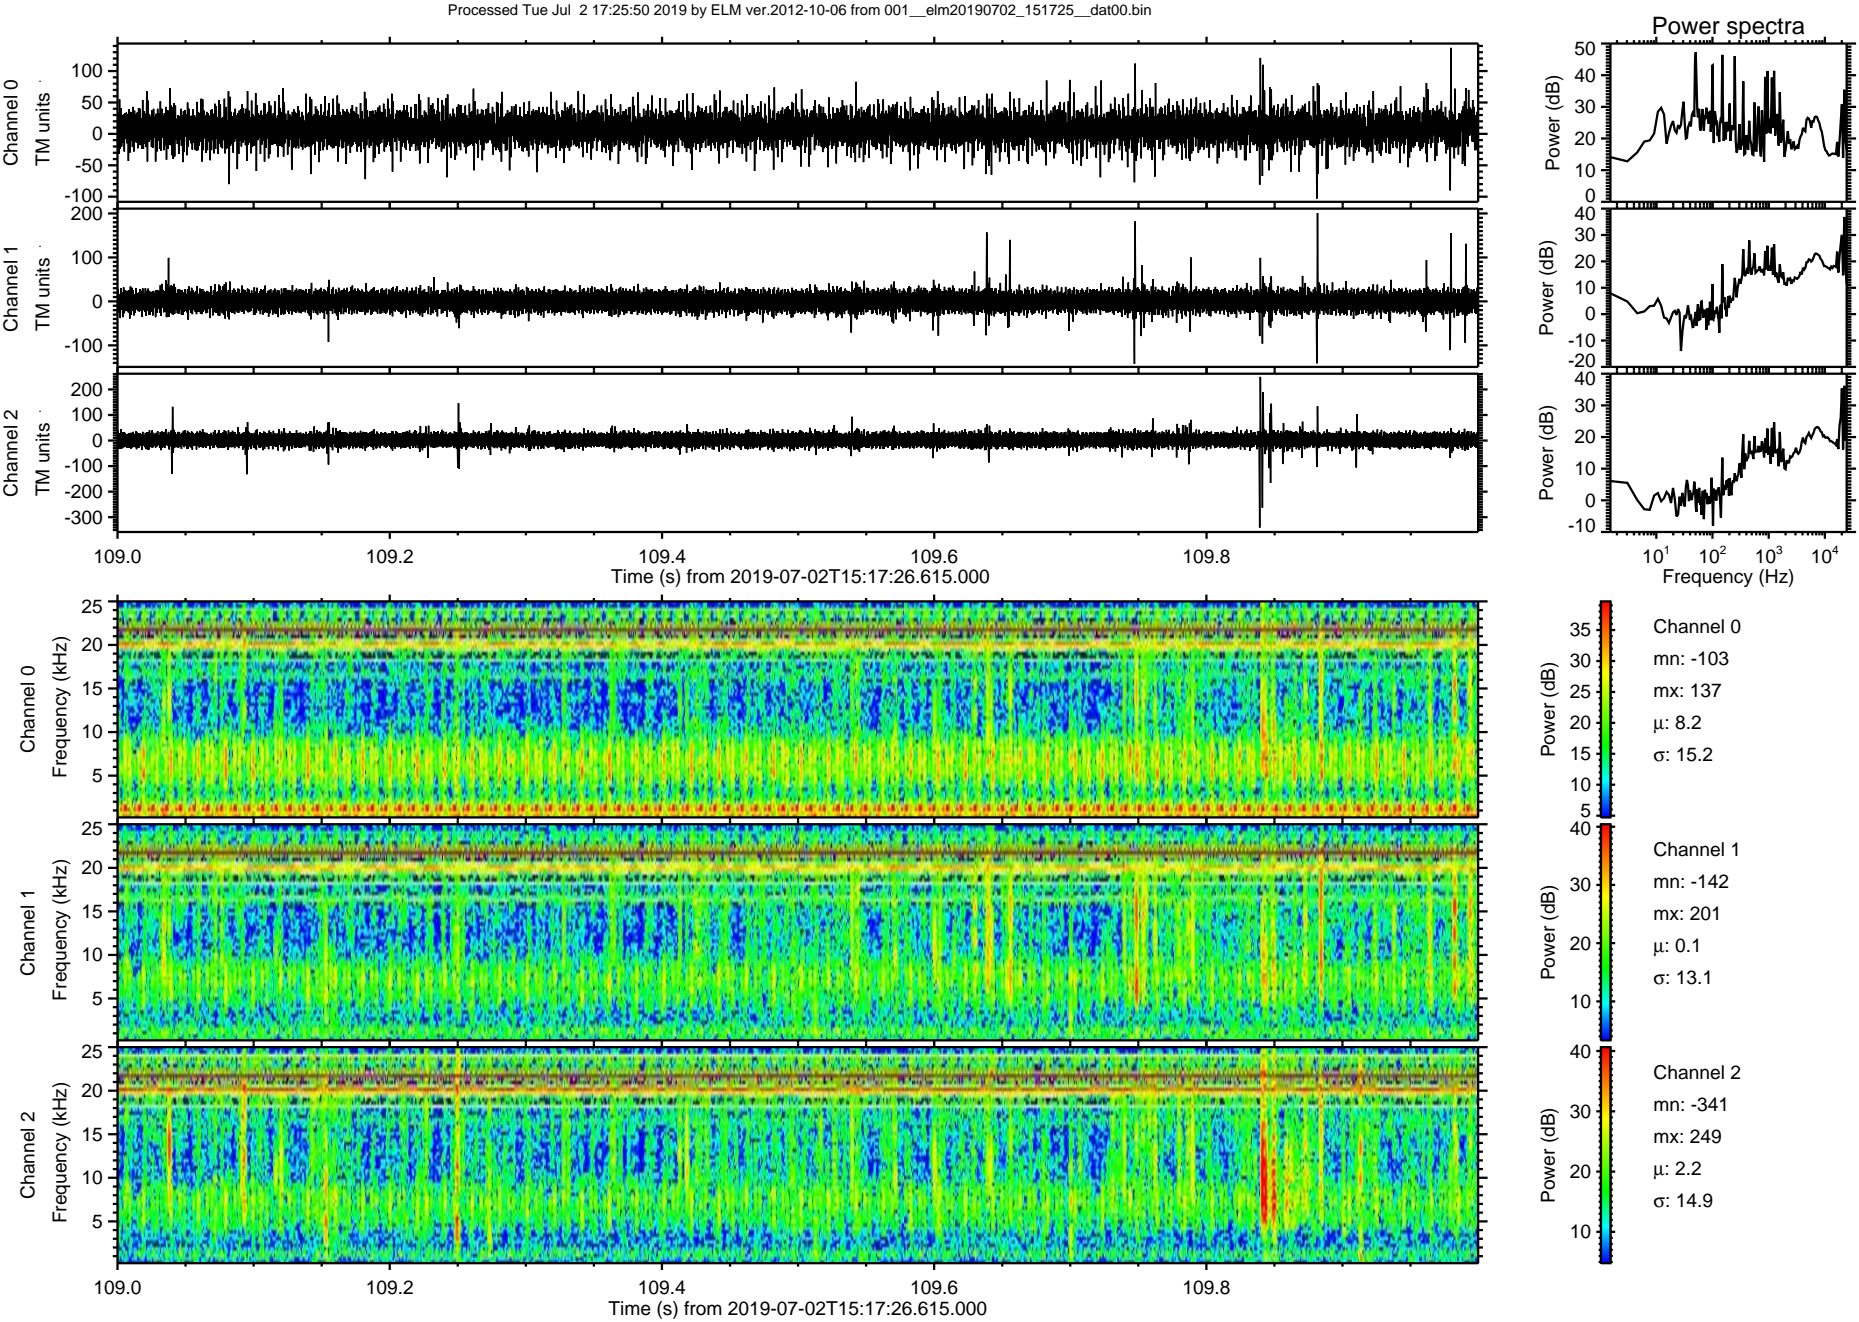 Processed Tue Jul  2 17:25:50 2019 by ELM ver.2012-10-06 from 001__elm20190702_151725__dat00.bin
Power spectra
Channel 0
TM units
100
50
0
-50
-100
Power (dB)
50
40
30
20
10
0
Channel 1
TM units
200
100
0
-100
Power (dB)
40
30
20
10
0
-10
-20
Channel 2
TM units
200
100
0
-100
-200
-300
Power (dB)
40
30
20
10
0
-10
109.0 109.2 109.4 109.6 109.8
Time (s) from 2019-07-02T15:17:26.615.000
10^1 10^2 10^3 10^4
Frequency (Hz)
Channel 0
Frequency (kHz)
25
20
15
10
5
Power (dB)
35
30
25
20
15
10
5
Channel 0
mn: -103
mx: 137
μ: 8.2
σ: 15.2
Channel 1
Frequency (kHz)
25
20
15
10
5
Power (dB)
40
30
20
10
Channel 1
mn: -142
mx: 201
μ: 0.1
σ: 13.1
Channel 2
Frequency (kHz)
25
20
15
10
5
Power (dB)
40
30
20
10
Channel 2
mn: -341
mx: 249
μ: 2.2
σ: 14.9
109.0 109.2 109.4 109.6 109.8
Time (s) from 2019-07-02T15:17:26.615.000